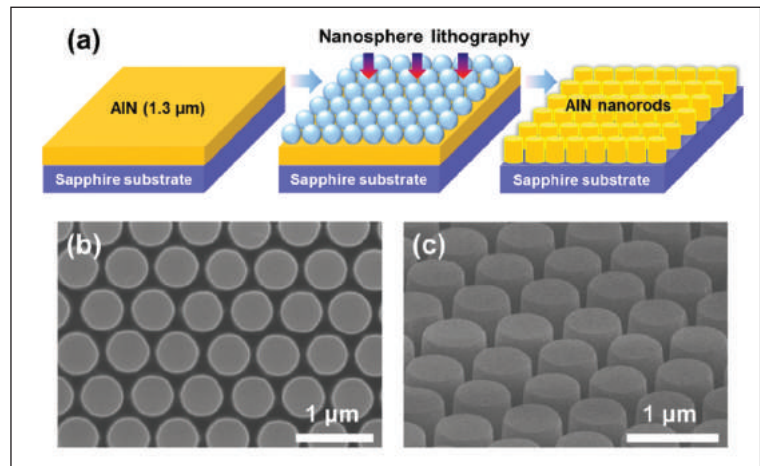 (a)
Nanosphere lithography
AlN (1.3 µm)
AlN nanorods
Sapphire substrate
Sapphire substrate
Sapphire substrate
(b)
(c)
1 µm
1 µm